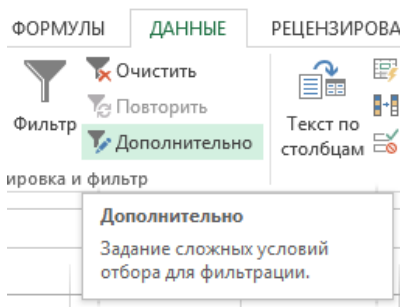 ФОРМУЛЫ ДАННЫЕ РЕЦЕНЗИРОВА
Фильтр
Очистить
Повторить
Дополнительно
Текст по
столбцам
ировка и фильтр
Дополнительно
Задание сложных условий
отбора для фильтрации.